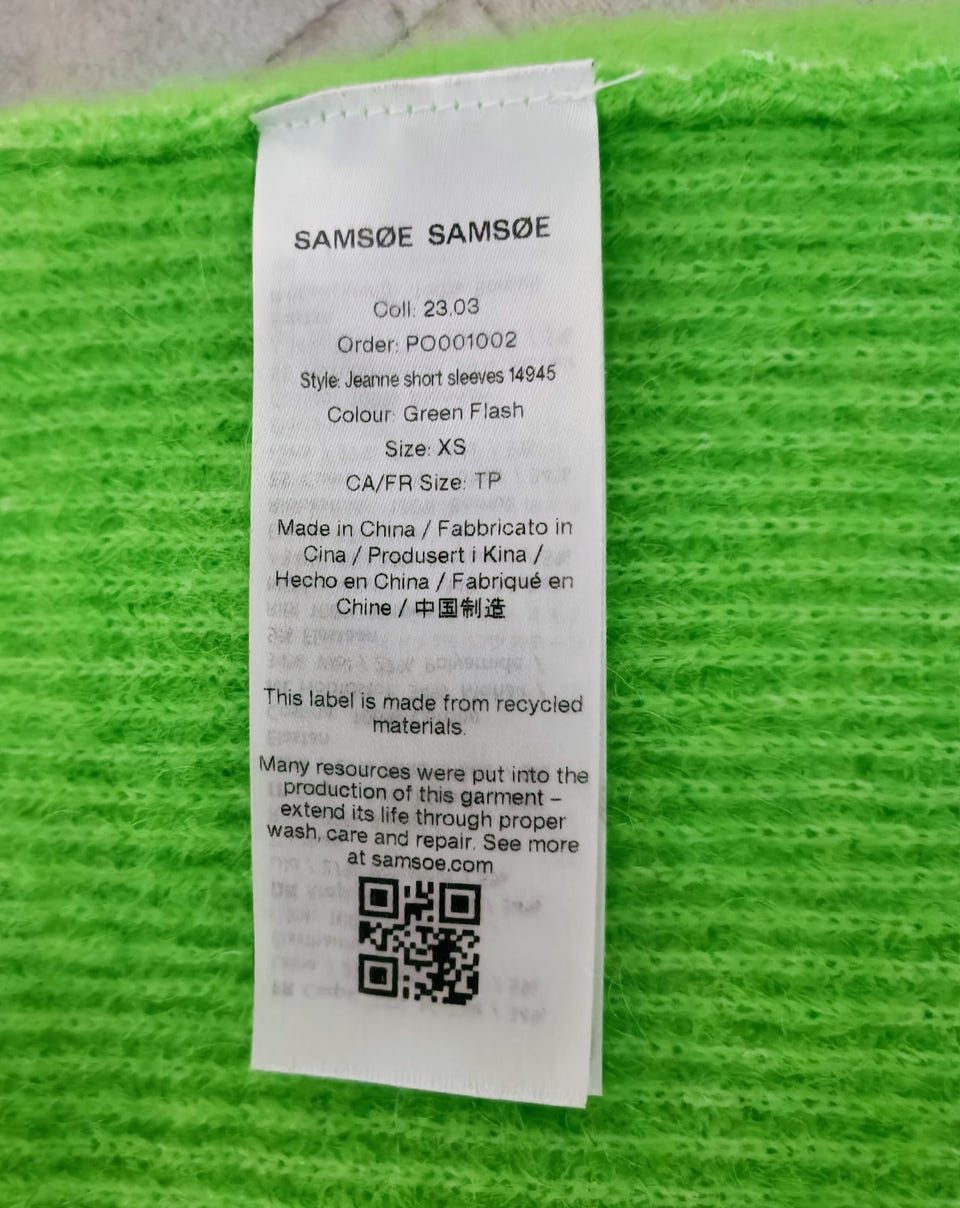 SAMSØE SAMSØE
Coll: 23.03
Order: PO001002
Style: Jeanne short sleeves 14945
Colour: Green Flash
Size: XS
CA/FR Size: TP
Made in China / Fabbricato in
Cina / Produsert i Kina /
Hecho en China / Fabriqué en
Chine / 中国制造
This label is made from recycled
materials.
Many resources were put into the
production of this garment –
extend its life through proper
wash, care and repair. See more
at samsoe.com